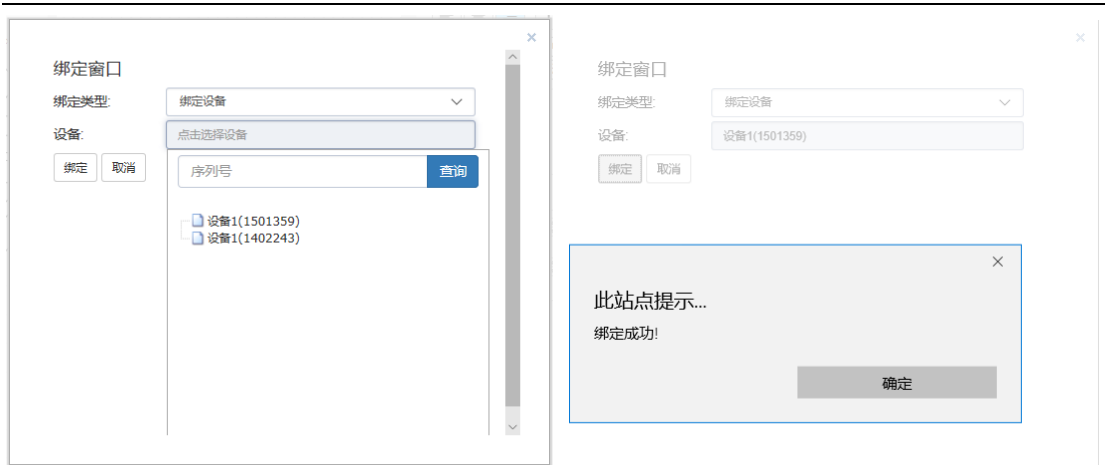 绑定窗口
绑定类型:
绑定设备
设备:
点击选择设备
绑定
取消
序列号
查询
设备1(1501359)
设备1(1402243)
绑定窗口
绑定类型:
绑定设备
设备:
设备1(1501359)
绑定
取消
此站点提示...
绑定成功!
确定